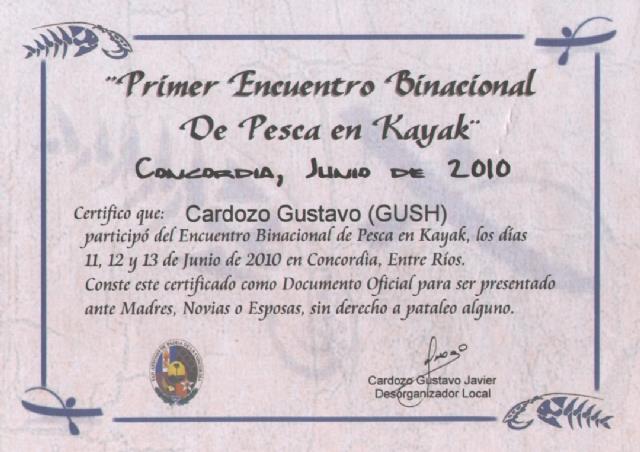 "Primer Encuentro Binacional
De Pesca en Kayak"
Concordia, Junio de 2010
Certifico que: Cardozo Gustavo (GUSH)
participó del Encuentro Binacional de Pesca en Kayak, los días
11, 12 y 13 de Junio de 2010 en Concordia, Entre Ríos.
Conste este certificado como Documento Oficial para ser presentado
ante Madres, Novias o Esposas, sin derecho a pataleo alguno.
Cardozo Gustavo Javier
Desorganizador Local